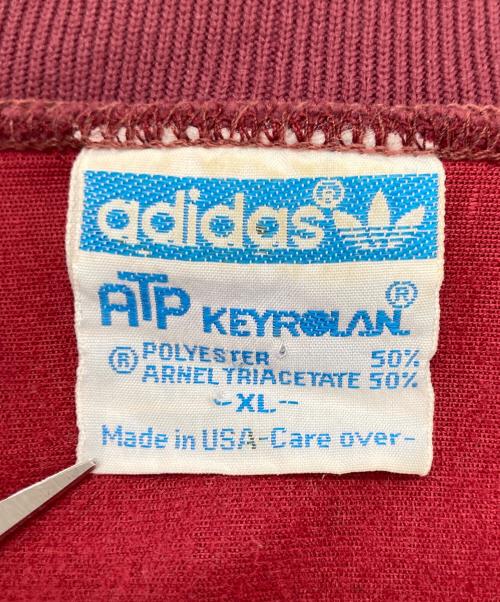 adidas®
ATP KEYROLAN®
® POLYESTER 50%
ARNEL TRIACETATE 50%
-XL--
Made in USA-Care over-